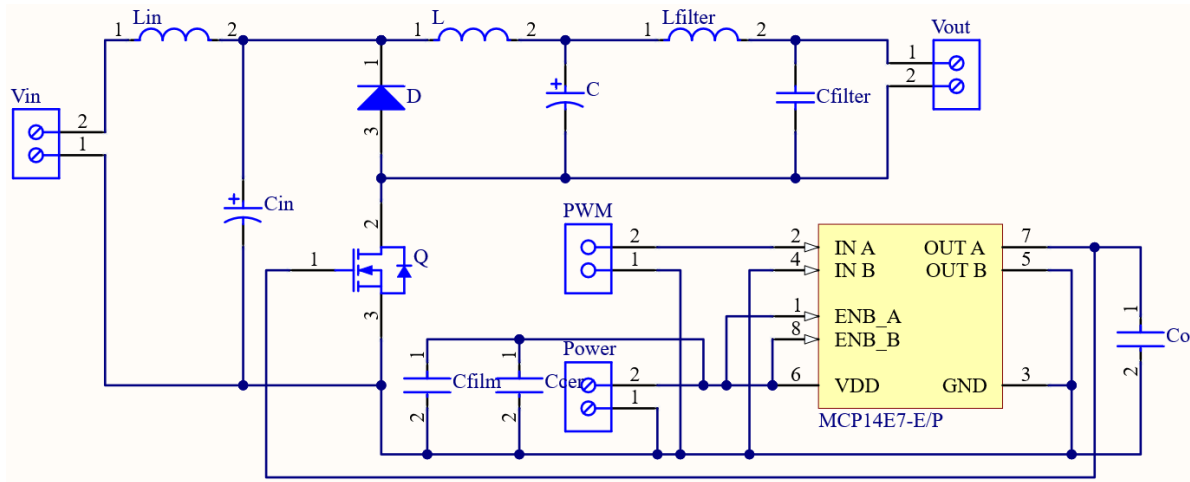 Lin
L
Lfilter
Vout
1
2
1
2
1
2
1
2
1
D
C
Cfilter
Vin
2
1
3
Cin
PWM
2
Q
1
3
2
1
2
4
IN A
IN B
OUT A
OUT B
7
5
1
8
ENB_A
ENB_B
1
Co
2
Power
1
1
Cfilm
Ccer
2
1
2
2
6
VDD
GND
3
MCP14E7-E/P